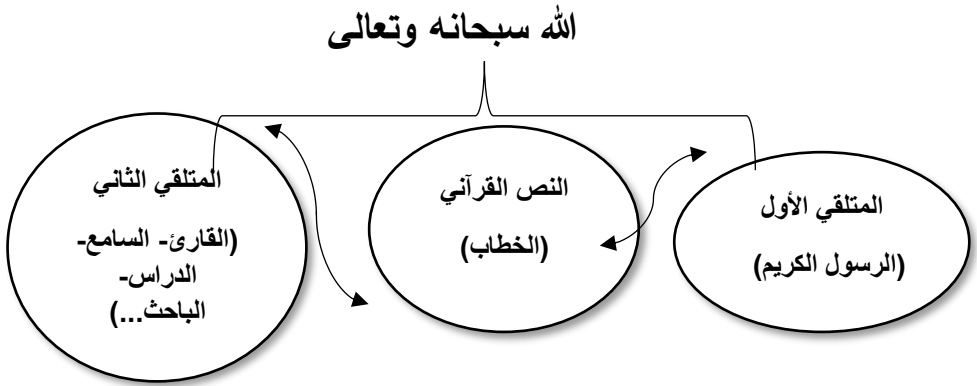 الله سبحانه وتعالى
المتلقي الأول
(الرسول الكريم)
النص القرآني
(الخطاب)
المتلقي الثاني
(القارئ- السامع-
الدراس-
الباحث...)